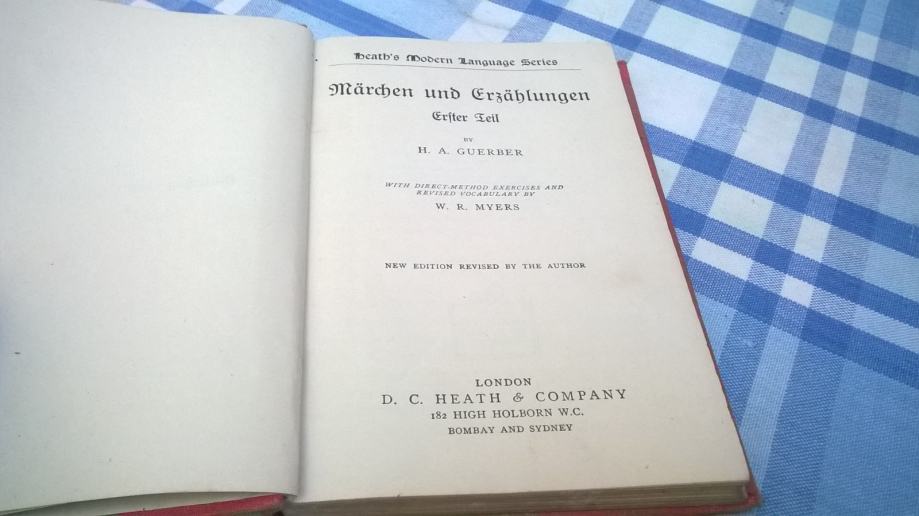 Heath's Modern Language Series
Märchen und Erzählungen
Erſter Teil
BY
H. A. GUERBER
WITH DIRECT-METHOD EXERCISES AND
REVISED VOCABULARY BY
W. R. MYERS
NEW EDITION REVISED BY THE AUTHOR
LONDON
D. C. HEATH & COMPANY
182 HIGH HOLBORN W.C.
BOMBAY AND SYDNEY